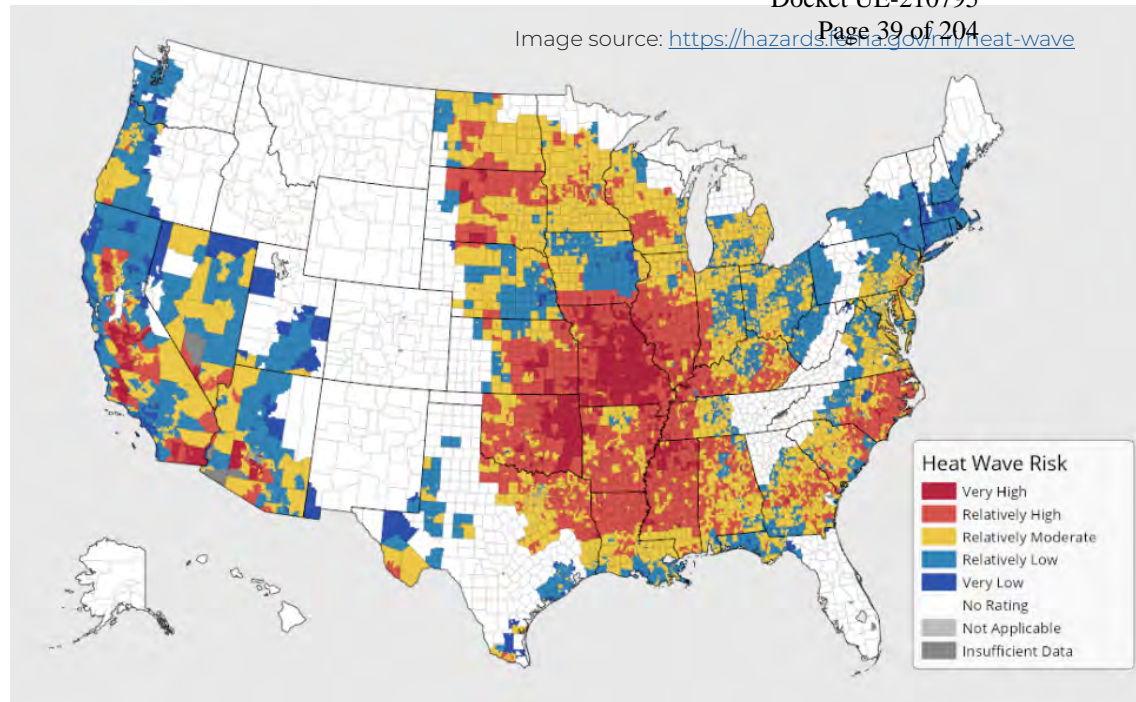 Docket UE-210795
Page 39 of 204
Image source: https://hazards.fema.gov/nri/heat-wave
Heat Wave Risk
Very High
Relatively High
Relatively Moderate
Relatively Low
Very Low
No Rating
Not Applicable
Insufficient Data